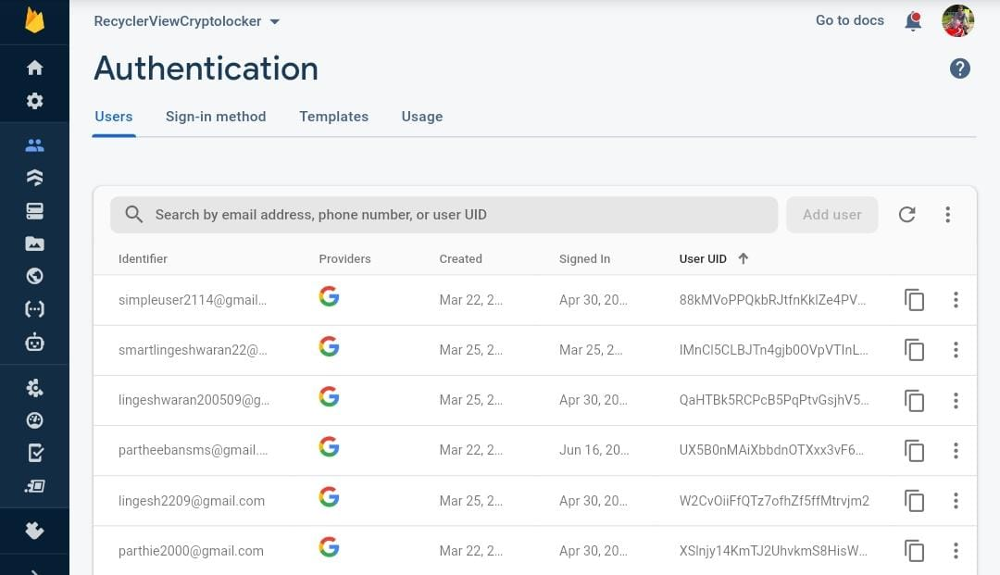 RecyclerViewCryptolocker
Go to docs
Authentication
Users Sign-in method Templates Usage
Search by email address, phone number, or user UID
Add user
Identifier Providers Created Signed In User UID
simpleuser2114@gmail... Mar 22, 2... Apr 30, 20... 88kMVoPPQkbRJtfnKklZe4PV...
smartlingeshwaran22@... Mar 25, 2... Mar 25, 2... IMnCl5CLBJTn4gjb0OVpVTInL...
lingeshwaran200509@g... Mar 25, 2... Apr 30, 20... QaHTBk5RCPcB5PqPtvGsjhV5...
partheebansms@gmail.... Mar 22, 2... Jun 16, 20... UX5B0nMAiXbbdnOTXxx3vF6...
lingesh2209@gmail.com Mar 25, 2... Apr 30, 20... W2CvOiiFfQTz7ofhZf5ffMtrvjm2
parthie2000@gmail.com Mar 22, 2... Apr 30, 20... XSlnjy14KmTJ2UhvkmS8HisW...